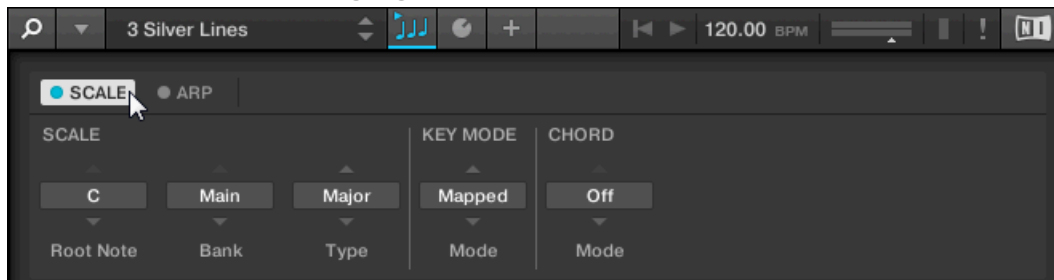 3 Silver Lines 120.00 BPM ! NI
SCALE ARP
SCALE KEY MODE CHORD
C Main Major Mapped Off
Root Note Bank Type Mode Mode